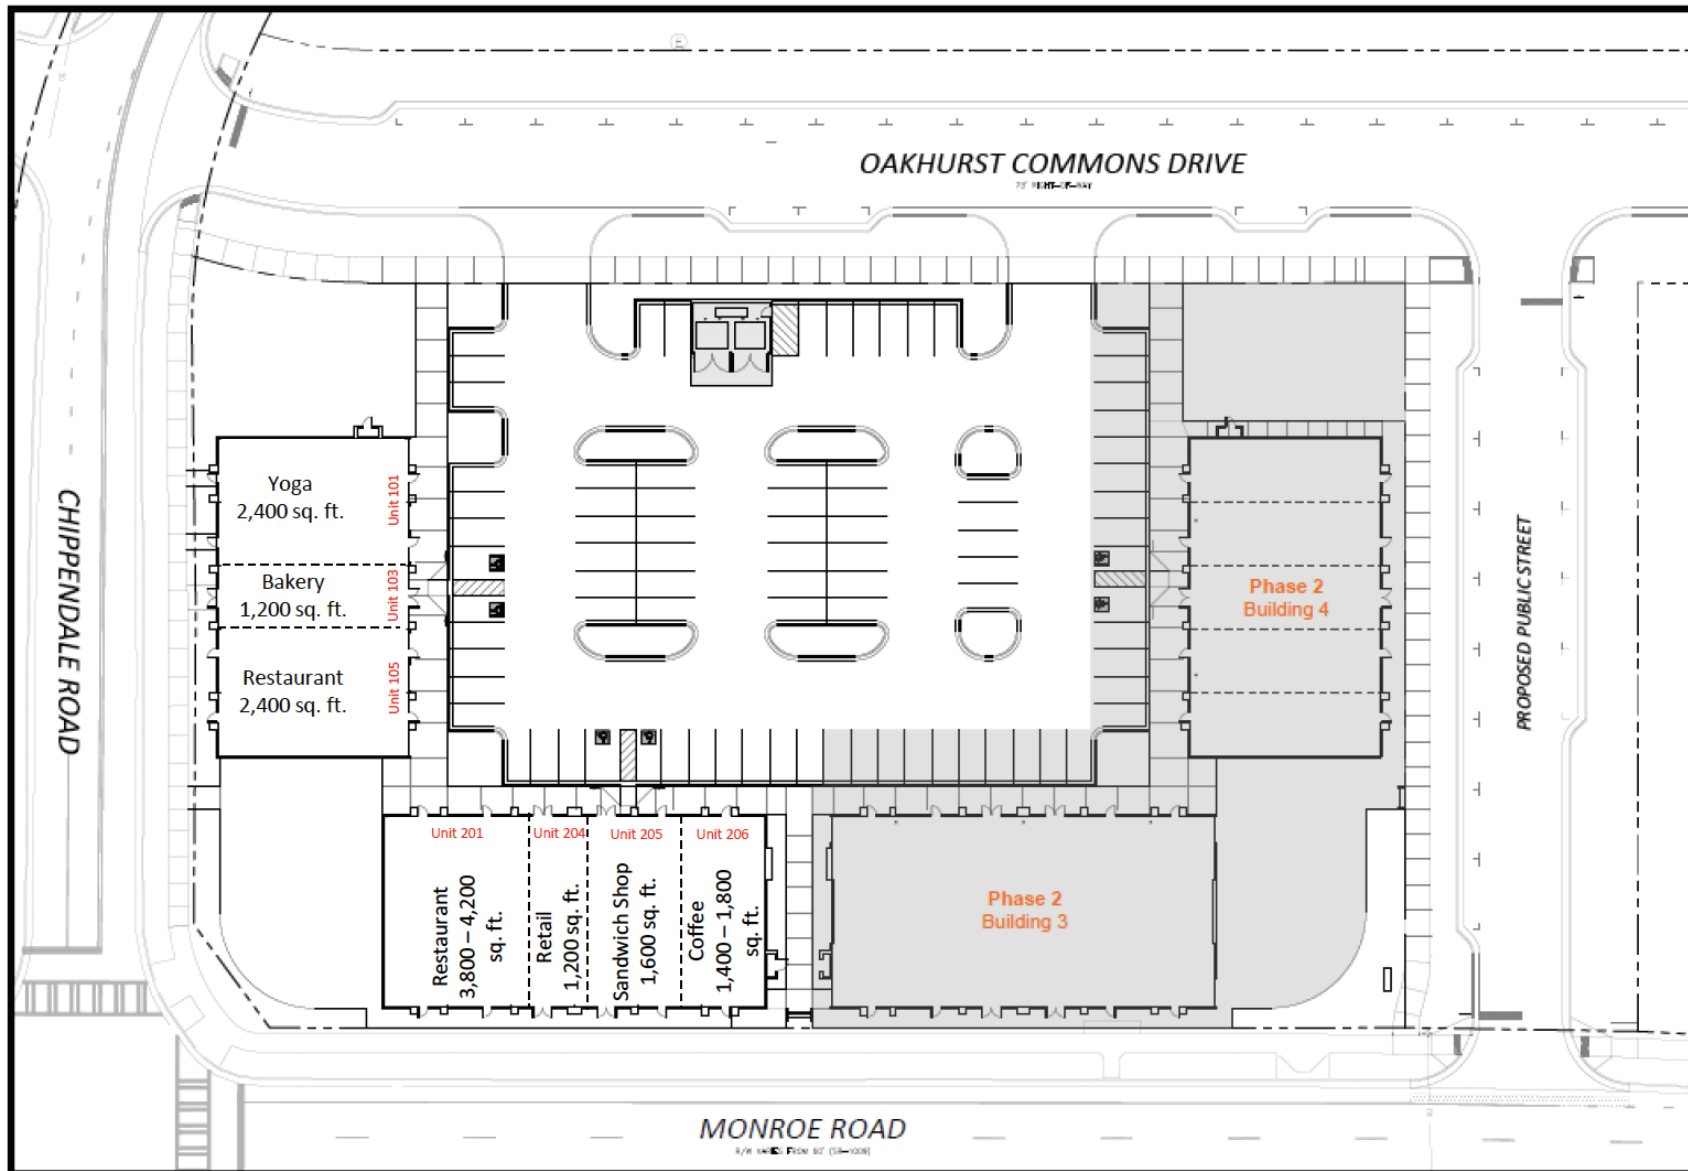 OAKHURST COMMONS DRIVE
CHIPPENDALE ROAD
Yoga
2,400 sq. ft.
Unit 101
Bakery
1,200 sq. ft.
Unit 103
Restaurant
2,400 sq. ft.
Unit 105
Phase 2
Building 4
PROPOSED PUBLIC STREET
Unit 201
Restaurant
3,800 – 4,200
sq. ft.
Unit 204
Retail
1,200 sq. ft.
Unit 205
Sandwich Shop
1,600 sq. ft.
Unit 206
Coffee
1,400 – 1,800
sq. ft.
Phase 2
Building 3
MONROE ROAD